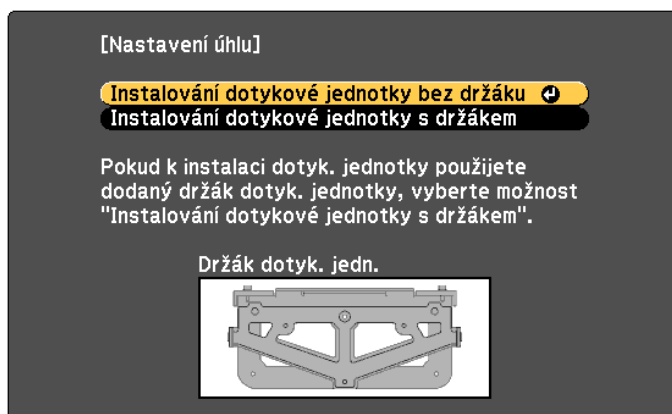 [Nastavení úhlu]
Instalování dotykové jednotky bez držáku
Instalování dotykové jednotky s držákem
Pokud k instalaci dotyk. jednotky použijete
dodaný držák dotyk. jednotky, vyberte možnost
"Instalování dotykové jednotky s držákem".
Držák dotyk. jedn.